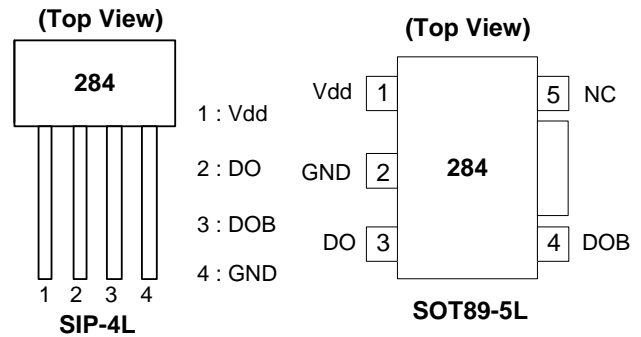 (Top View)
284
1 : Vdd
2 : DO
3 : DOB
4 : GND
1 2 3 4
SIP-4L
(Top View)
Vdd 1 5 NC
GND 2 284
DO 3 4 DOB
SOT89-5L